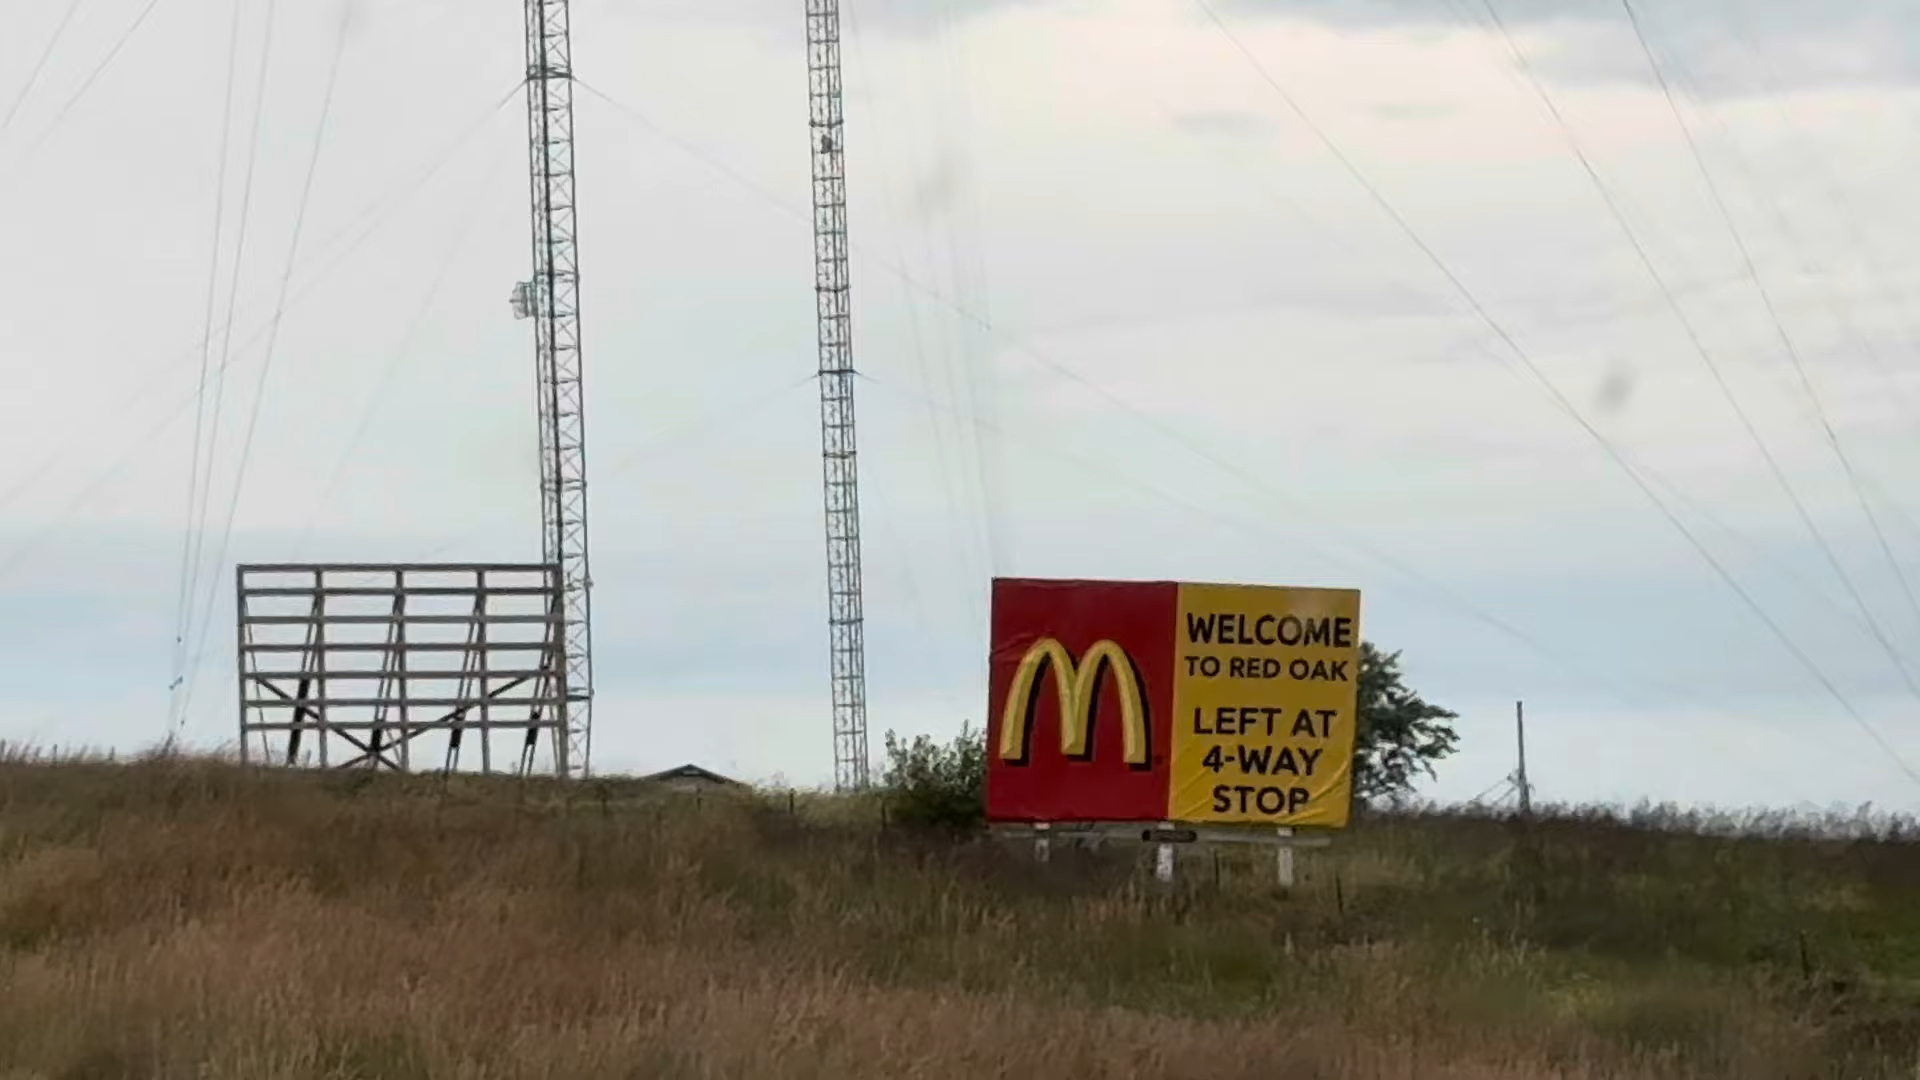 WELCOME
TO RED OAK
LEFT AT
4-WAY
STOP